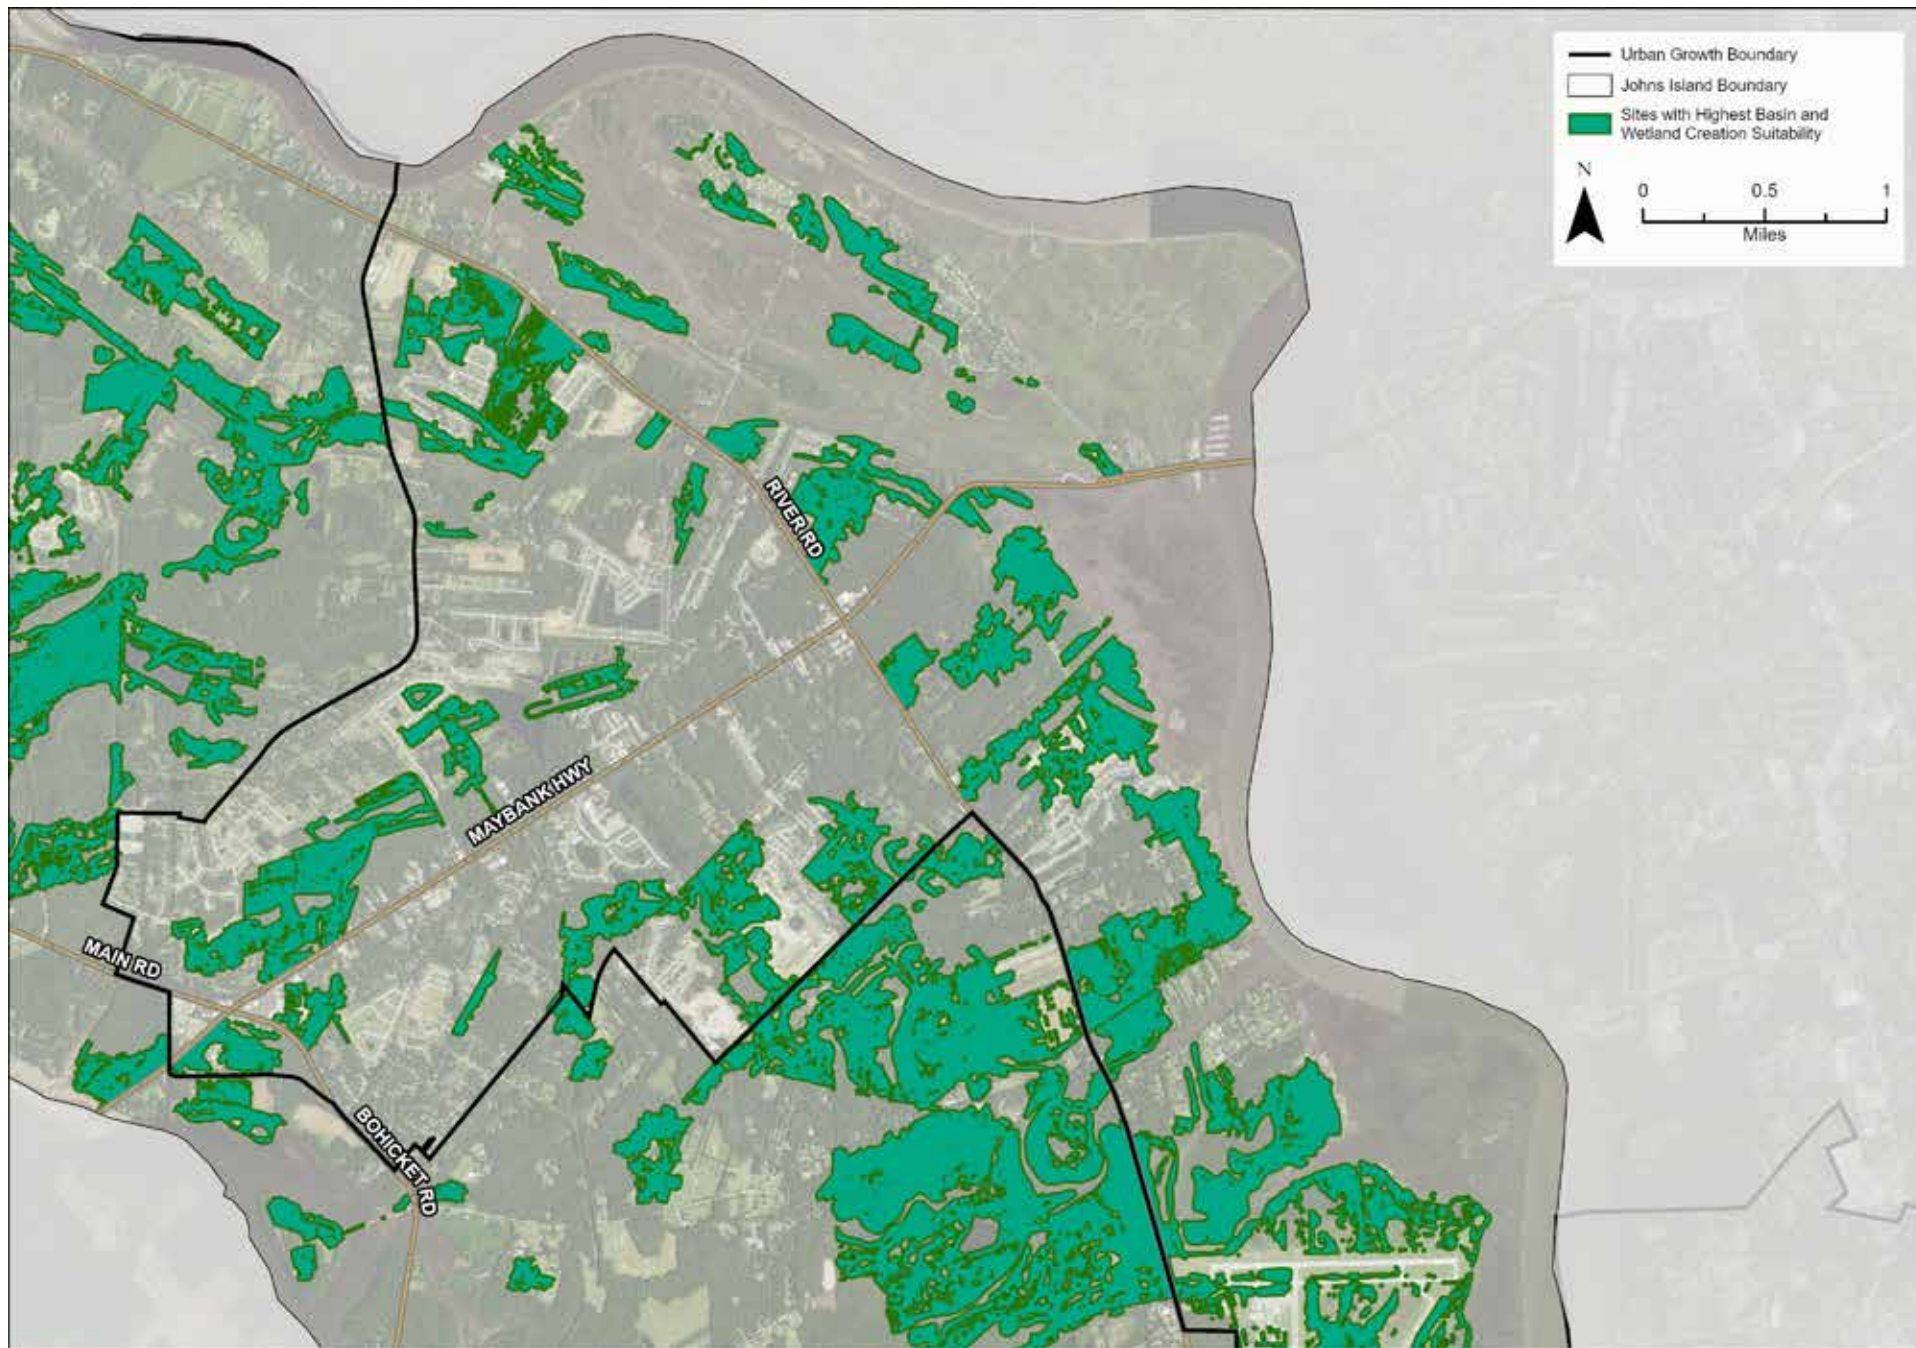 Urban Growth Boundary
Johns Island Boundary
Sites with Highest Basin and
Wetland Creation Suitability
N
0 0.5 1
Miles
RIVER RD
MAYBANK HWY
MAIN RD
BOHICKET RD